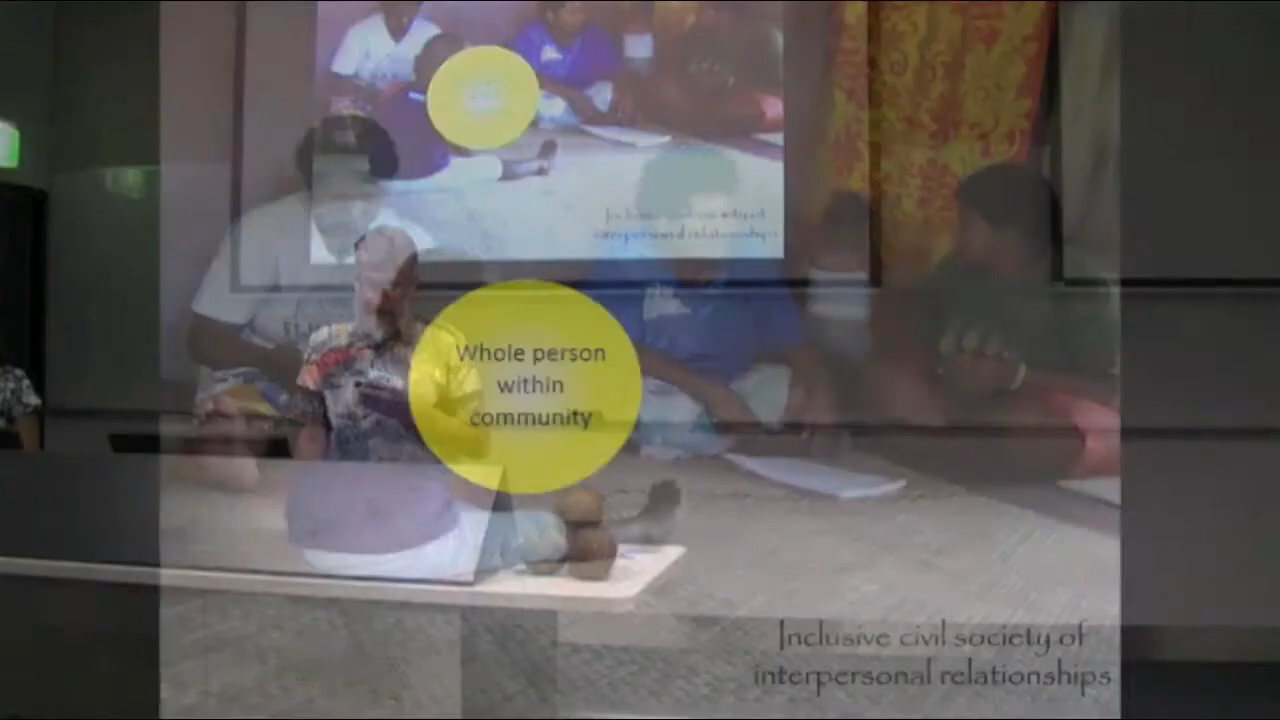 Whole person
within
community
Inclusive civil society of
interpersonal relationships